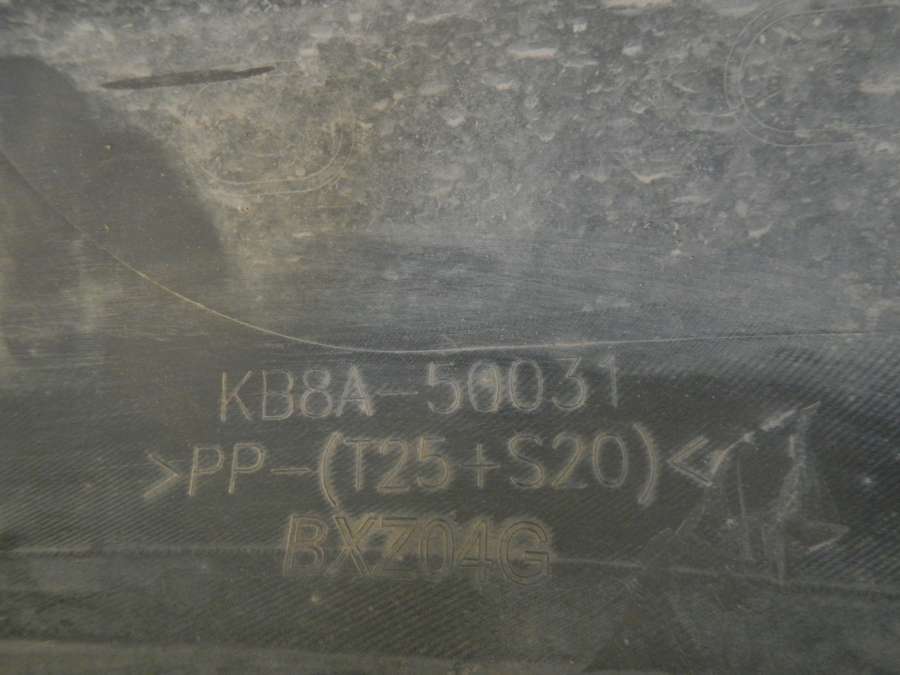 KB8A-50031
>PP-(T25+S20)<
BXZ04G